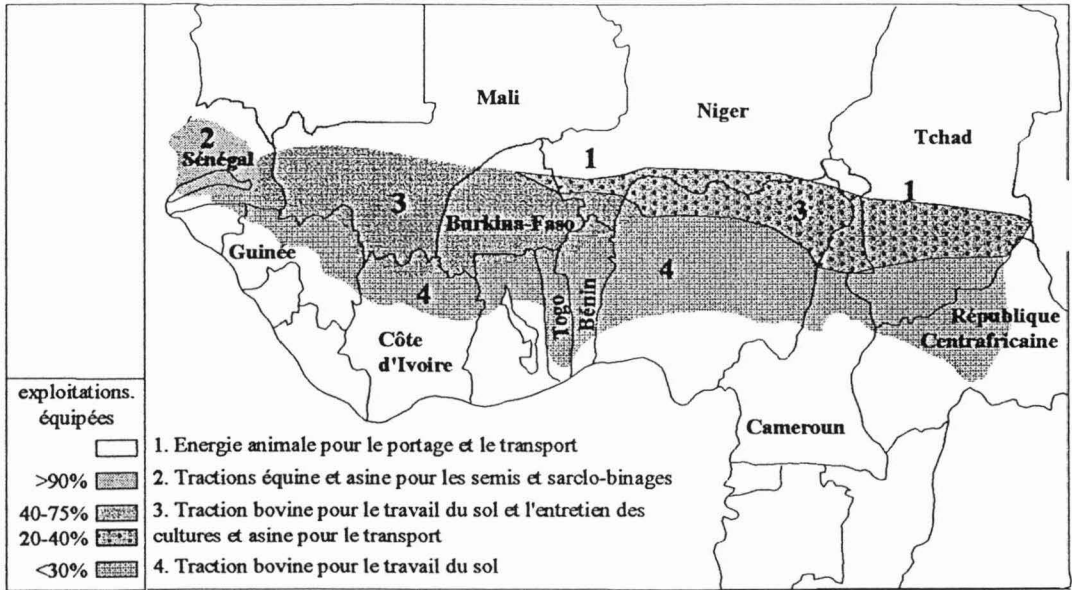 Mali
Niger
Tchad
2
Sénégal
1
1
3
3
Burkina-Faso
Guinée
4
4
Togo
Bénin
Côte
d'Ivoire
République
Centrafricaine
Cameroun
exploitations.
équipées
1. Energie animale pour le portage et le transport
>90%
2. Tractions équine et asine pour les semis et sarclo-binages
40-75%
3. Traction bovine pour le travail du sol et l'entretien des
20-40%
cultures et asine pour le transport
<30%
4. Traction bovine pour le travail du sol